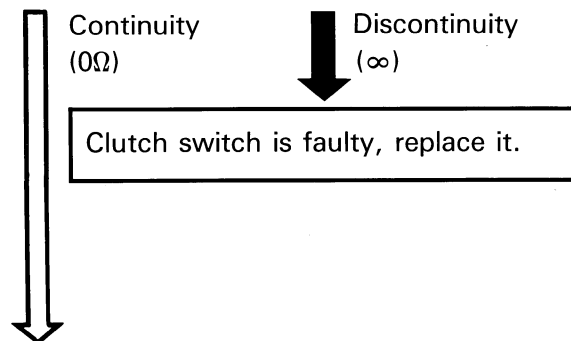 Continuity
(0Ω)
Discontinuity
(∞)
Clutch switch is faulty, replace it.